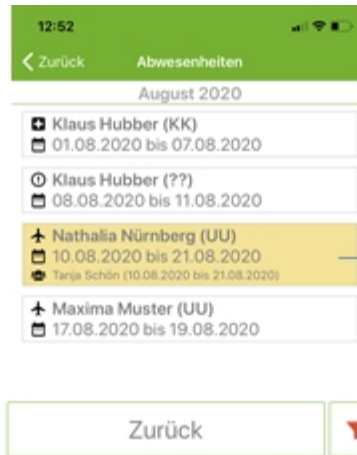 12:52
Zurück Abwesenheiten
August 2020
Klaus Hubber (KK)
01.08.2020 bis 07.08.2020
Klaus Hubber (??)
08.08.2020 bis 11.08.2020
Nathalia Nürnberg (UU)
10.08.2020 bis 21.08.2020
Tanja Schön (10.08.2020 bis 21.08.2020)
Maxima Muster (UU)
17.08.2020 bis 19.08.2020
Zurück